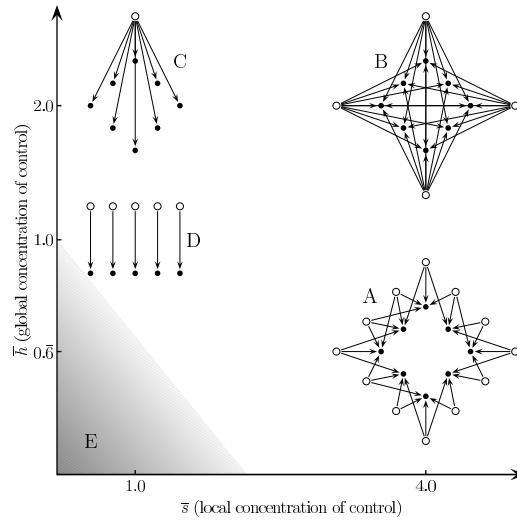 C
B
2.0
D
1.0
A
0.6̄
E
h̄ (global concentration of control)
1.0
4.0
s̄ (local concentration of control)